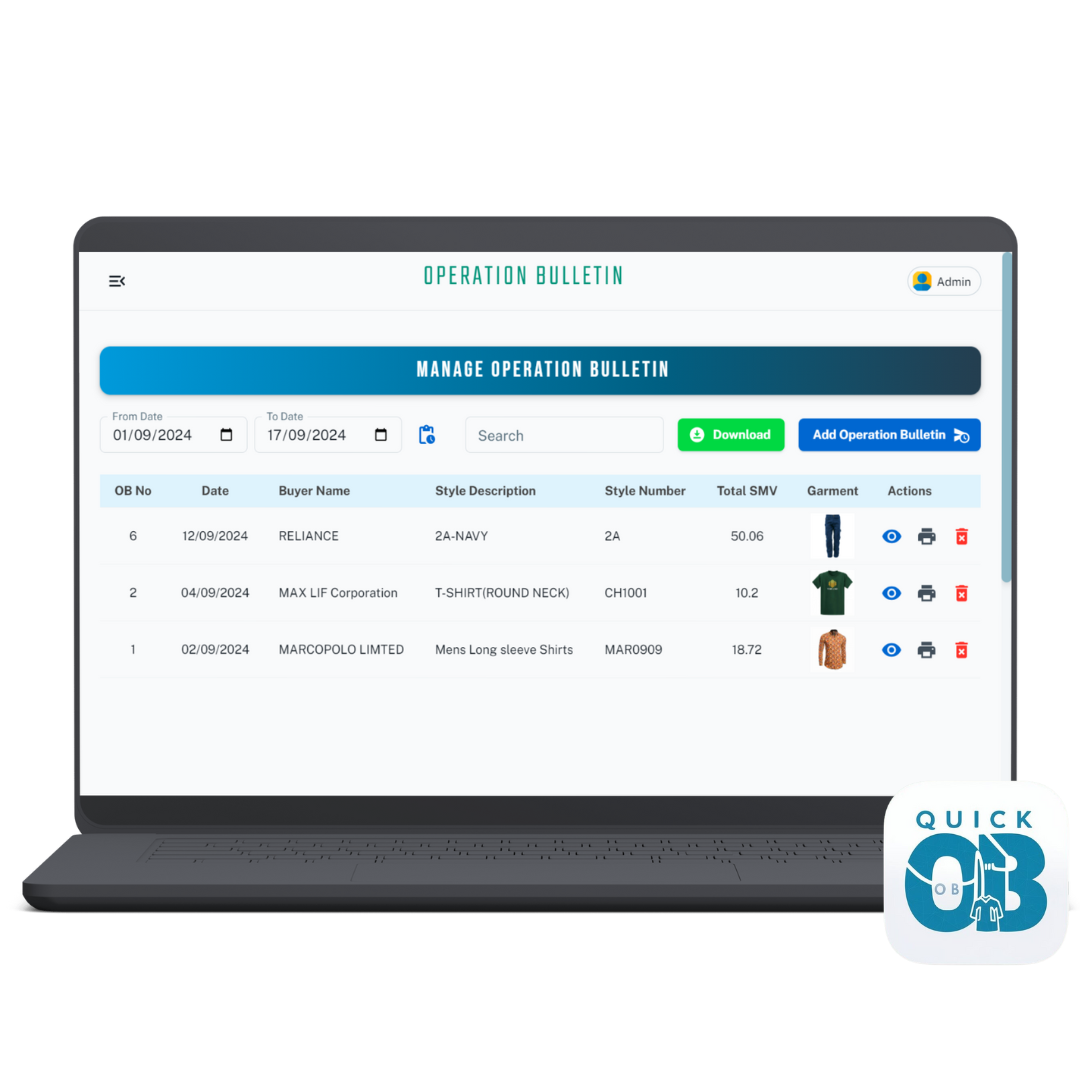 OPERATION BULLETIN
Admin
MANAGE OPERATION BULLETIN
From Date
To Date
01/09/2024
17/09/2024
Search
Download
Add Operation Bulletin
OB No Date Buyer Name Style Description Style Number Total SMV Garment Actions
6 12/09/2024 RELIANCE 2A-NAVY 2A 50.06
2 04/09/2024 MAX LIF Corporation T-SHIRT(ROUND NECK) CH1001 10.2
1 02/09/2024 MARCOPOLO LIMTED Mens Long sleeve Shirts MAR0909 18.72
QUICK
OB
OB